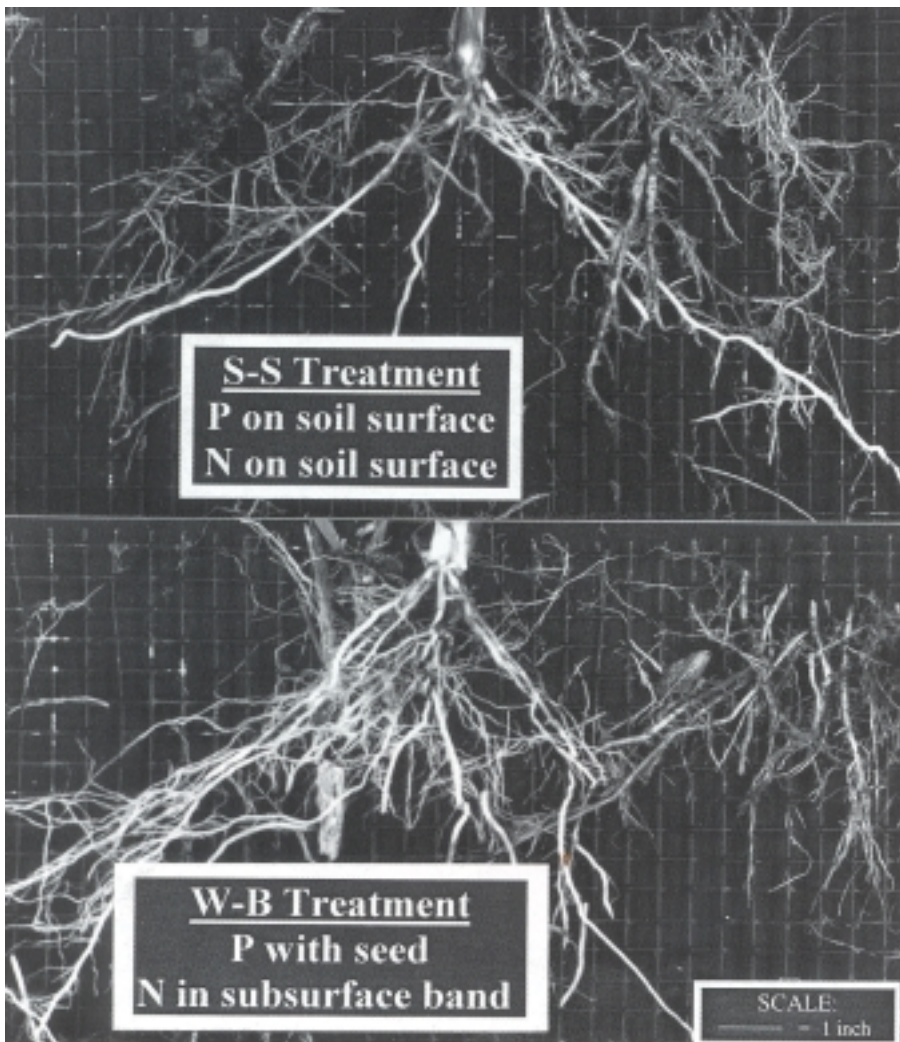 S-S Treatment
P on soil surface
N on soil surface
W-B Treatment
P with seed
N in subsurface band
SCALE:
= 1 inch